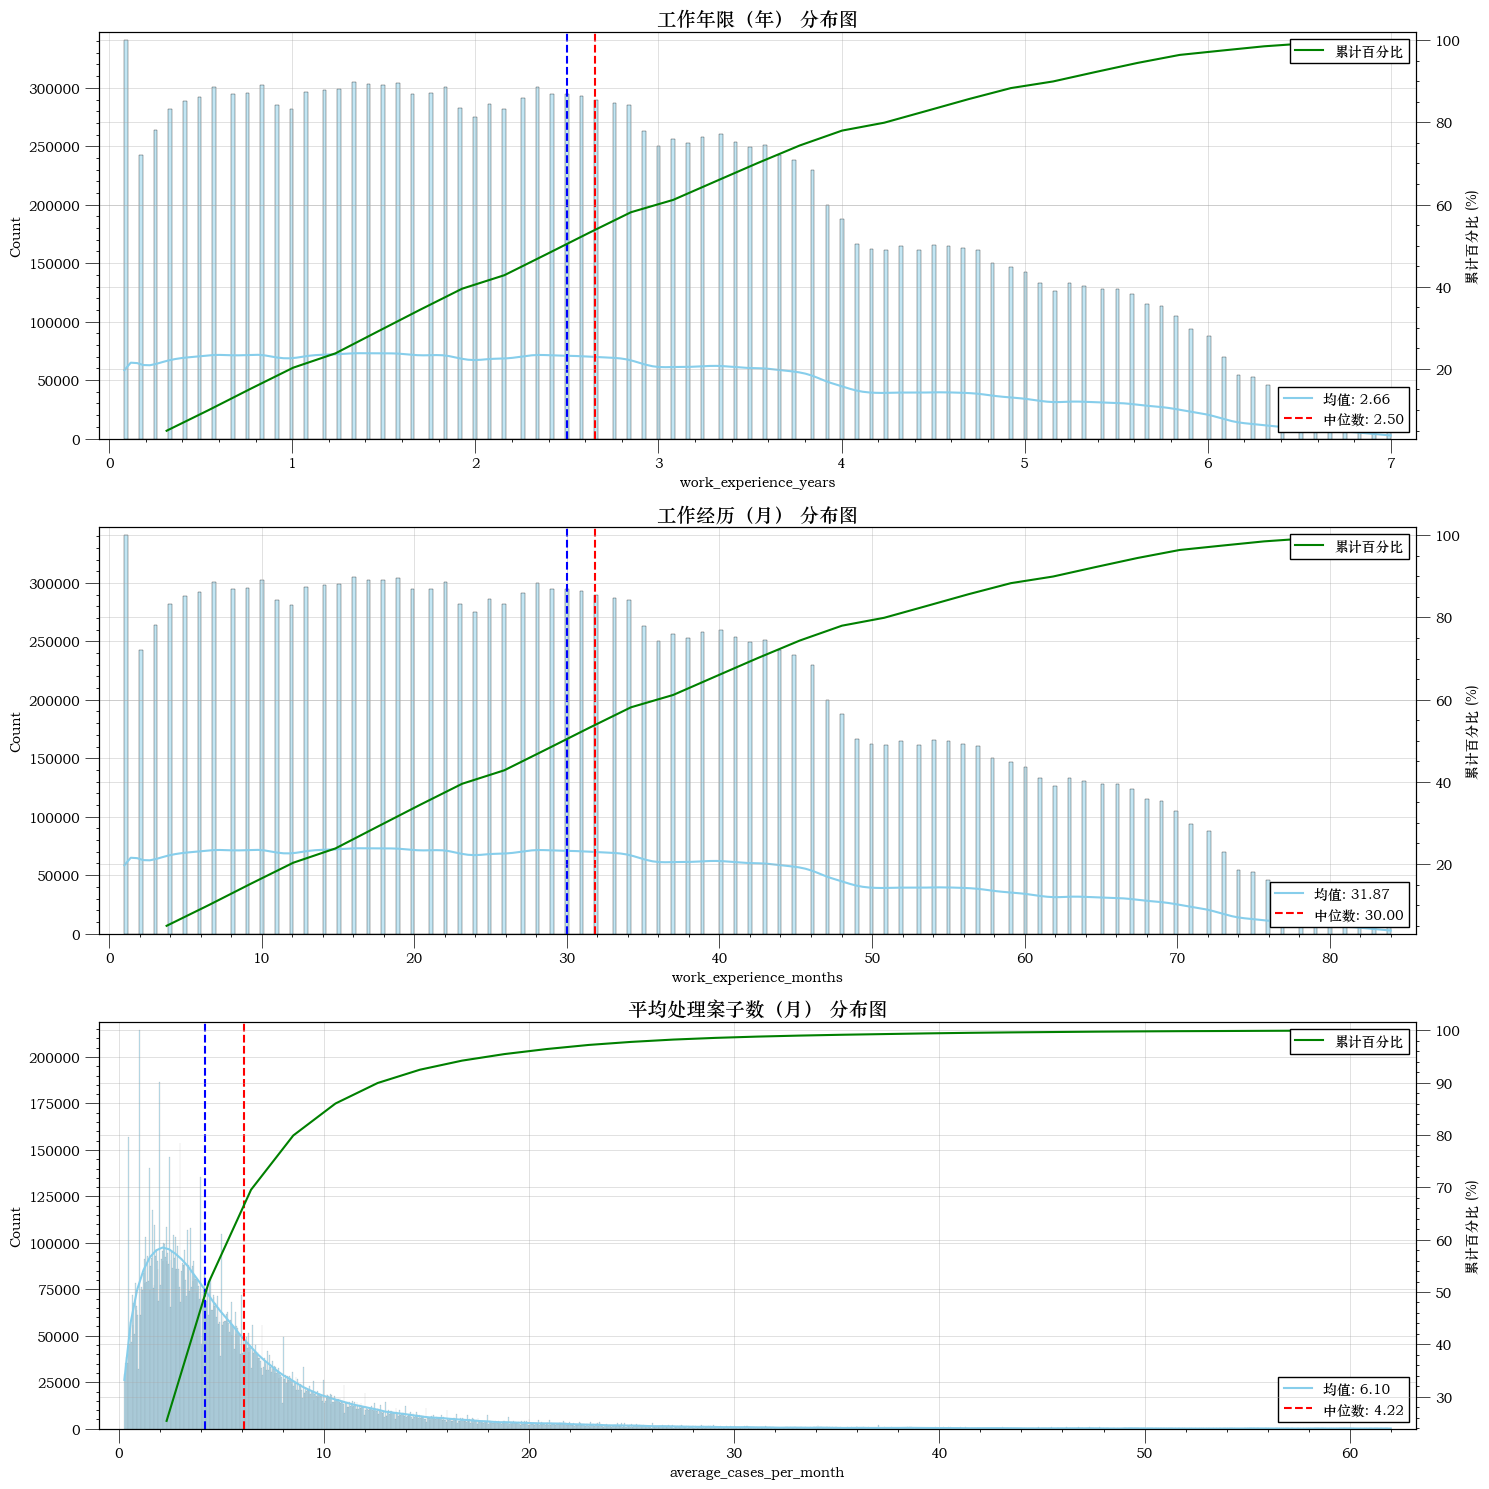 工作年限（年） 分布图
累计百分比
300000
250000
200000
150000
100000
50000
0
Count
100
80
60
40
20
累计百分比 (%)
均值: 2.66
中位数: 2.50
0 1 2 3 4 5 6 7
work_experience_years
工作经历（月） 分布图
累计百分比
300000
250000
200000
150000
100000
50000
0
Count
100
80
60
40
20
累计百分比 (%)
均值: 31.87
中位数: 30.00
0 10 20 30 40 50 60 70 80
work_experience_months
平均处理案子数（月） 分布图
累计百分比
200000
175000
150000
125000
100000
75000
50000
25000
0
Count
100
90
80
70
60
50
40
30
累计百分比 (%)
均值: 6.10
中位数: 4.22
0 10 20 30 40 50 60
average_cases_per_month